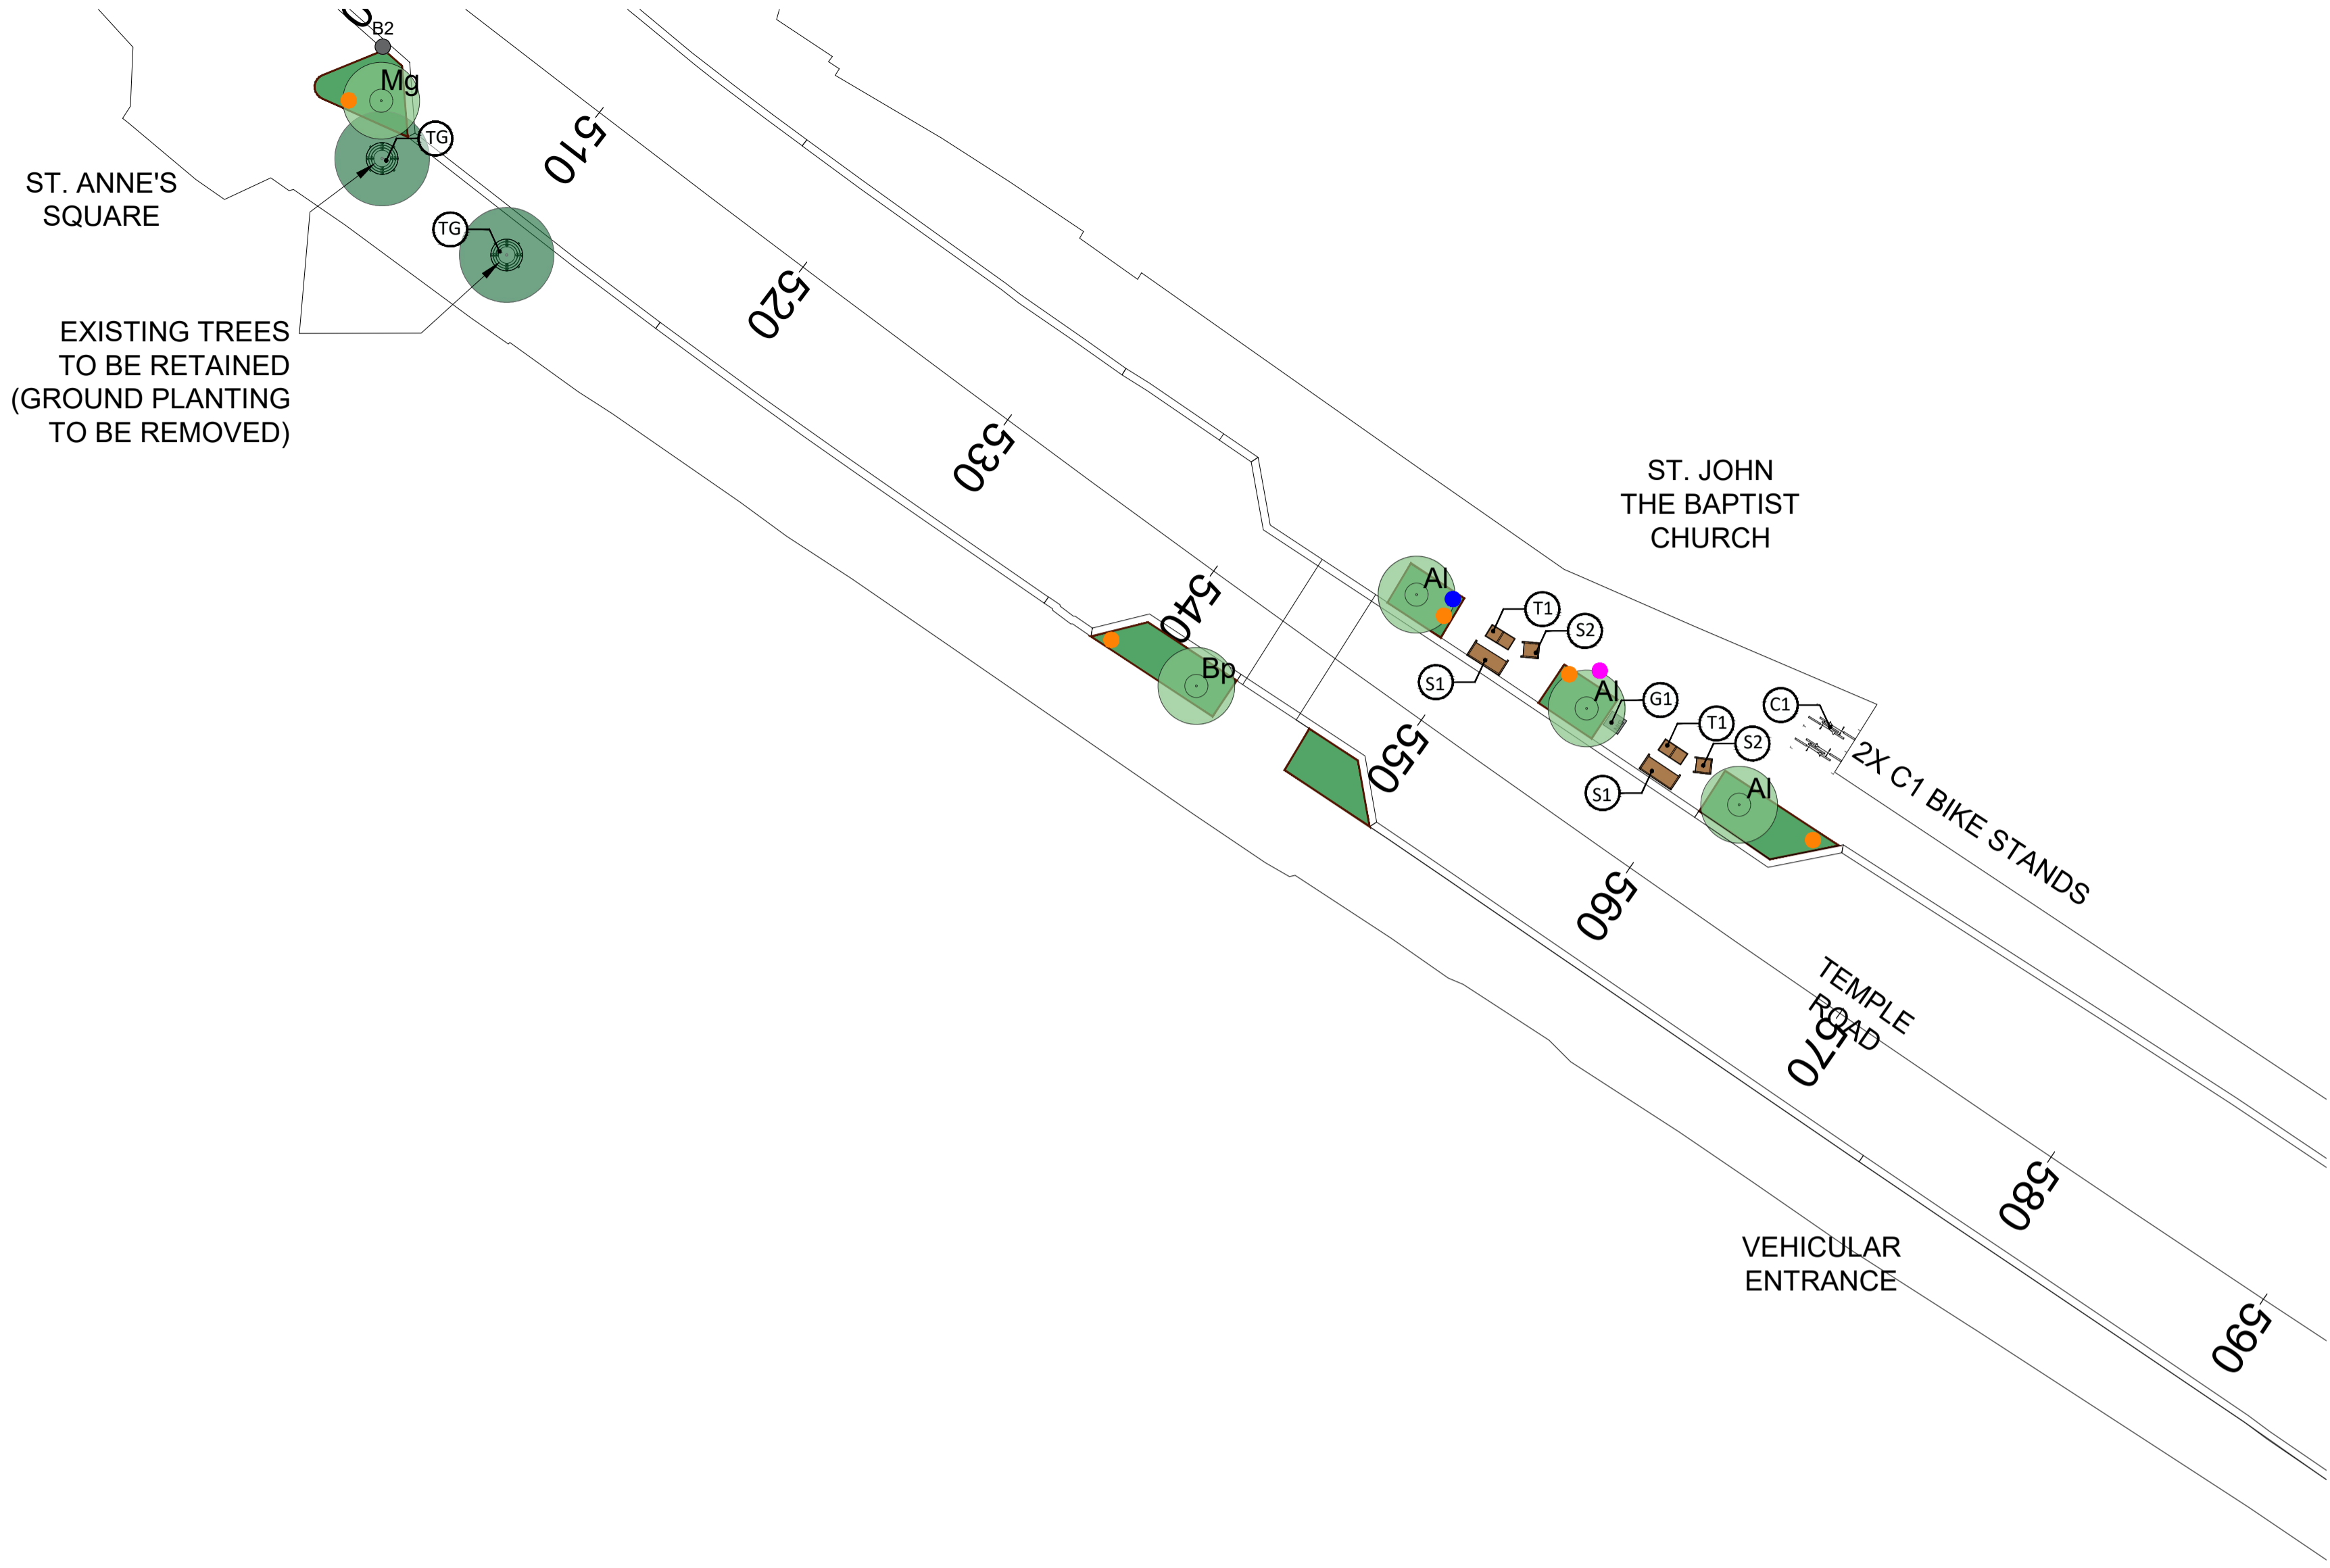 B2
Mg
TG
510
ST. ANNE'S
SQUARE
TG
520
EXISTING TREES
TO BE RETAINED
(GROUND PLANTING
TO BE REMOVED)
530
ST. JOHN
THE BAPTIST
CHURCH
540
Al
T1
S2
Bp
S1
Al
G1
C1
T1
S2
550
2X C1 BIKE STANDS
S1
Al
560
TEMPLE
ROAD
570
580
VEHICULAR
ENTRANCE
590